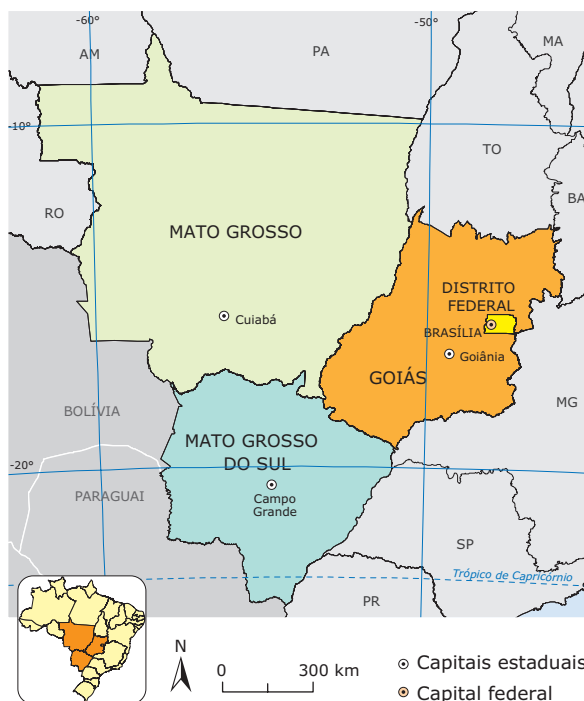 -60°
-50°
AM
PA
MA
-10°
TO
BA
RO
MATO GROSSO
DISTRITO
FEDERAL
Cuiabá
BRASÍLIA
Goiânia
GOIÁS
MG
BOLÍVIA
MATO GROSSO
DO SUL
-20°
PARAGUAI
Campo
Grande
SP
Trópico de Capricórnio
PR
N
0
300 km
Capitais estaduais
Capital federal